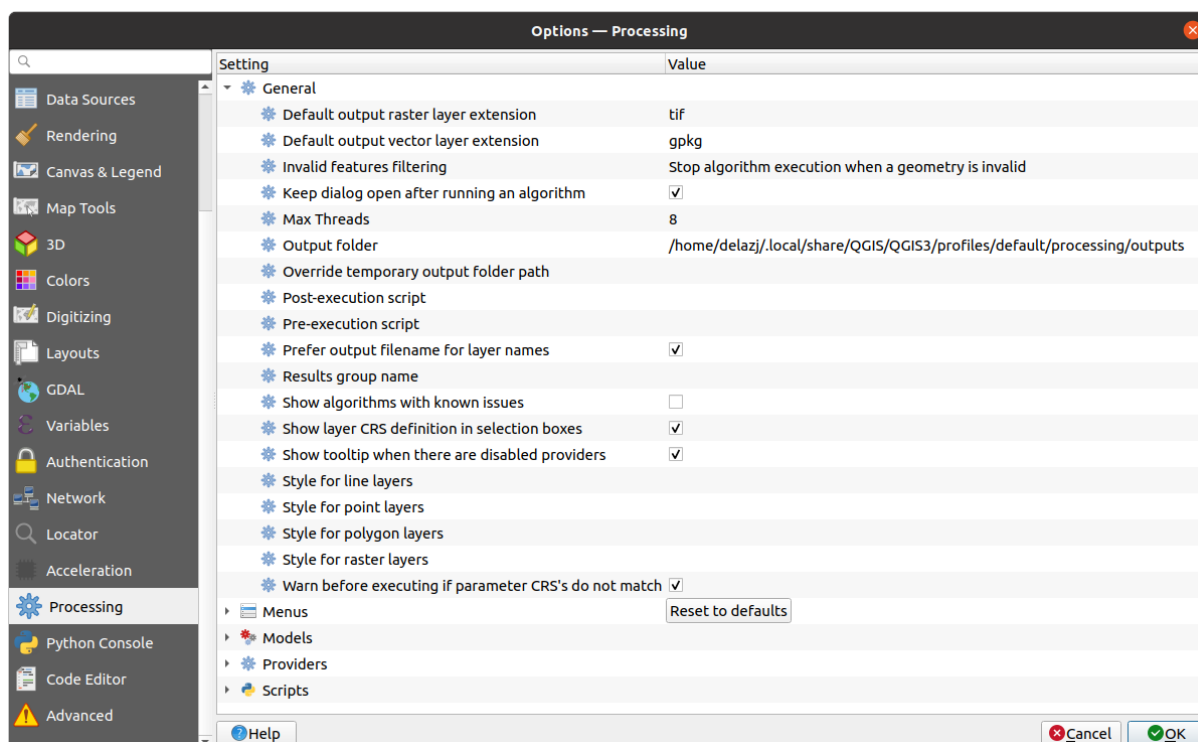 Options — Processing
Setting Value
Data Sources
Rendering
Canvas & Legend
Map Tools
3D
Colors
Digitizing
Layouts
GDAL
Variables
Authentication
Network
Locator
Acceleration
Processing
Python Console
Code Editor
Advanced
General
Default output raster layer extension tif
Default output vector layer extension gpkg
Invalid features filtering Stop algorithm execution when a geometry is invalid
Keep dialog open after running an algorithm
Max Threads 8
Output folder /home/delazj/.local/share/QGIS/QGIS3/profiles/default/processing/outputs
Override temporary output folder path
Post-execution script
Pre-execution script
Prefer output filename for layer names
Results group name
Show algorithms with known issues
Show layer CRS definition in selection boxes
Show tooltip when there are disabled providers
Style for line layers
Style for point layers
Style for polygon layers
Style for raster layers
Warn before executing if parameter CRS's do not match
Menus Reset to defaults
Models
Providers
Scripts
Help Cancel OK